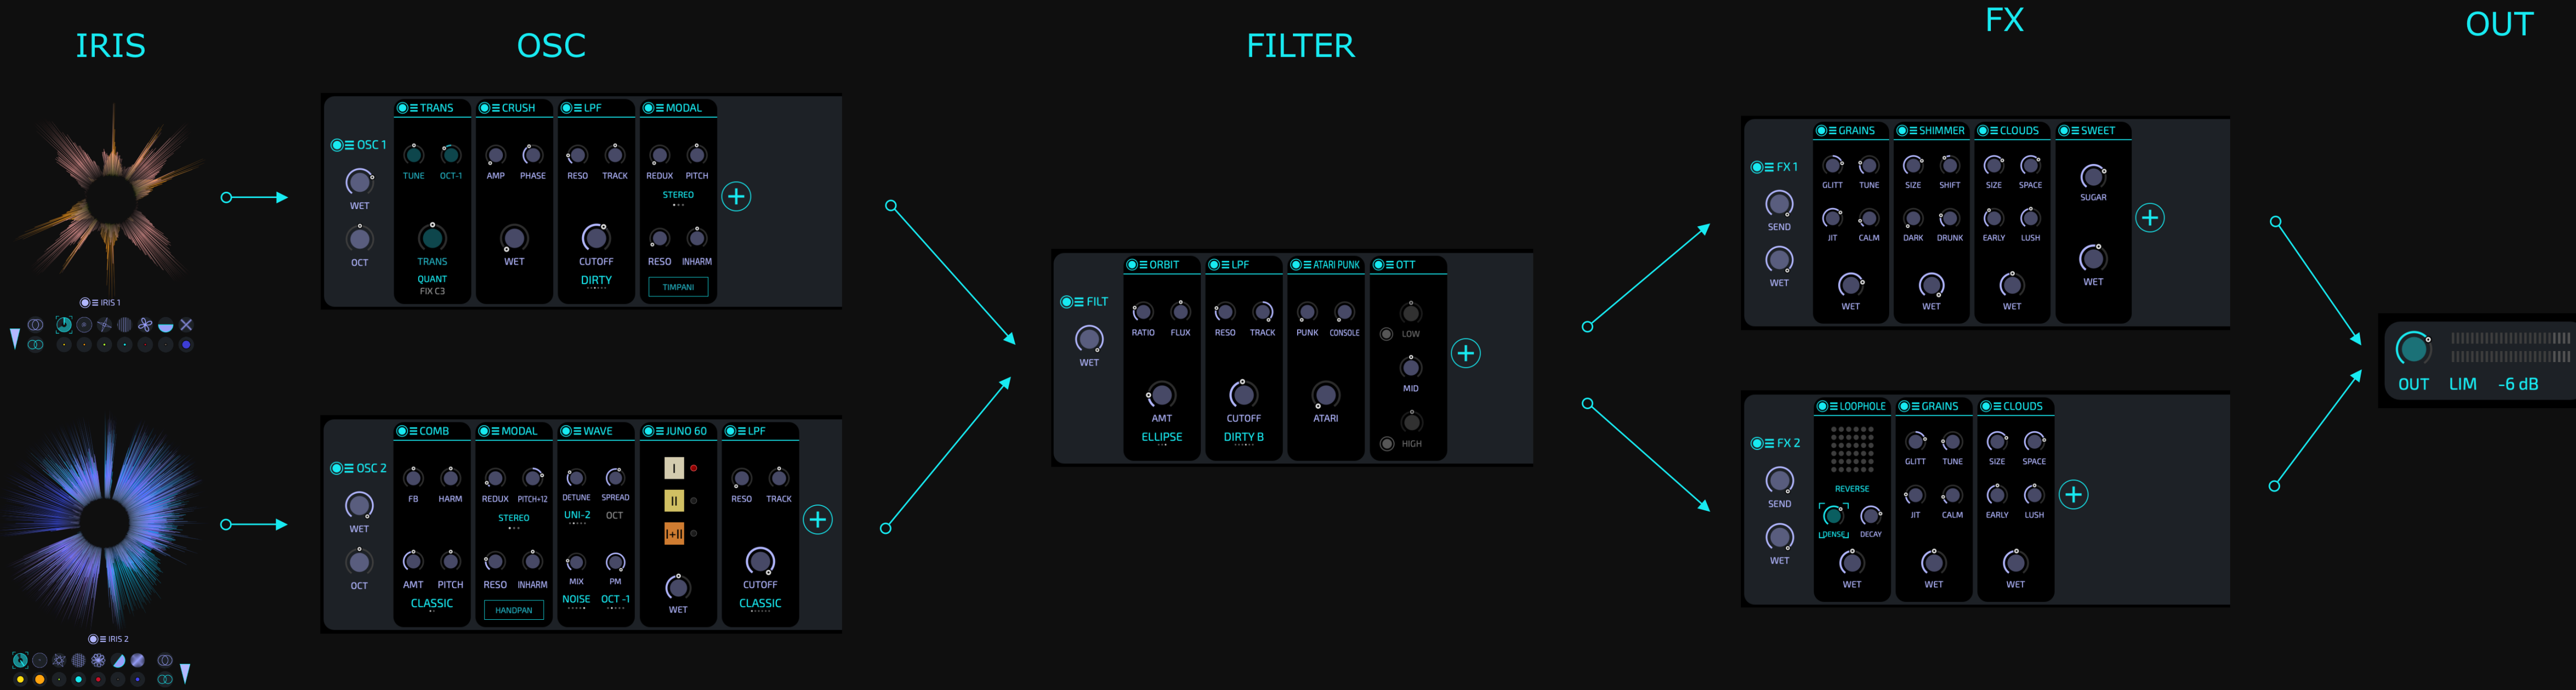 IRIS
OSC
FILTER
FX
OUT
IRIS 1
OSC 1
WET
OCT
TRANS
TUNE OCT-1
TRANS
QUANT
FIX C3
CRUSH
AMP PHASE
WET
LPF
RESO TRACK
CUTOFF
DIRTY
MODAL
REDUX PITCH
STEREO
RESO INHARM
TIMPANI
IRIS 2
OSC 2
WET
OCT
COMB
FB HARM
AMT PITCH
CLASSIC
MODAL
REDUX PITCH+12
STEREO
RESO INHARM
HANDPAN
WAVE
DETUNE SPREAD
UNI-2 OCT
MIX PM
NOISE OCT -1
JUNO 60
I
II
I+II
WET
LPF
RESO TRACK
CUTOFF
CLASSIC
FILT
WET
ORBIT
RATIO FLUX
AMT
ELLIPSE
LPF
RESO TRACK
CUTOFF
DIRTY B
ATARI PUNK
PUNK CONSOLE
ATARI
OTT
LOW
MID
HIGH
FX 1
SEND
WET
GRAINS
GLITT TUNE
JIT CALM
WET
SHIMMER
SIZE SHIFT
DARK DRUNK
WET
CLOUDS
SIZE SPACE
EARLY LUSH
WET
SWEET
SUGAR
WET
FX 2
SEND
WET
LOOPHOLE
REVERSE
DENSE DECAY
WET
GRAINS
GLITT TUNE
JIT CALM
WET
CLOUDS
SIZE SPACE
EARLY LUSH
WET
OUT LIM -6 dB